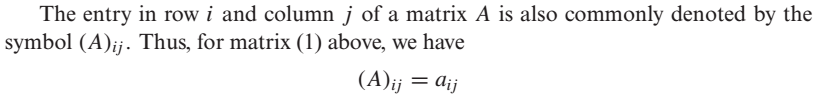 The entry in row i and column j of a matrix A is also commonly denoted by the
symbol (A)ij. Thus, for matrix (1) above, we have
(A)ij = aij